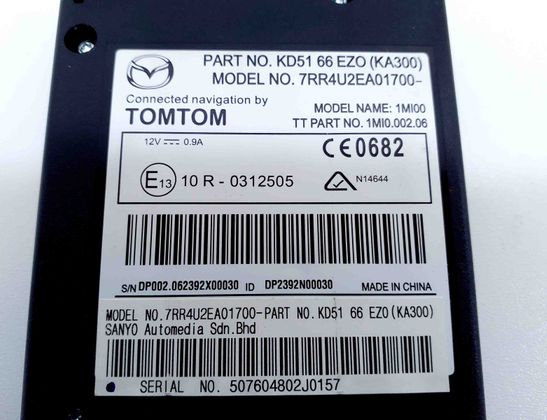 PART NO. KD51 66 EZO (KA300)
MODEL NO. 7RR4U2EA01700-
Connected navigation by
TOMTOM
MODEL NAME: 1MI00
TT PART NO. 1MI0.002.06
12V ⎓ 0.9A
CE0682
E13 10 R - 0312505
N14644
S/N DP002.062392X00030 ID DP2392N00030 MADE IN CHINA
MODEL NO.7RR4U2EA01700-PART NO.KD51 66 EZO(KA300)
SANYO Automedia Sdn.Bhd
SERIAL NO. 507604802J0157